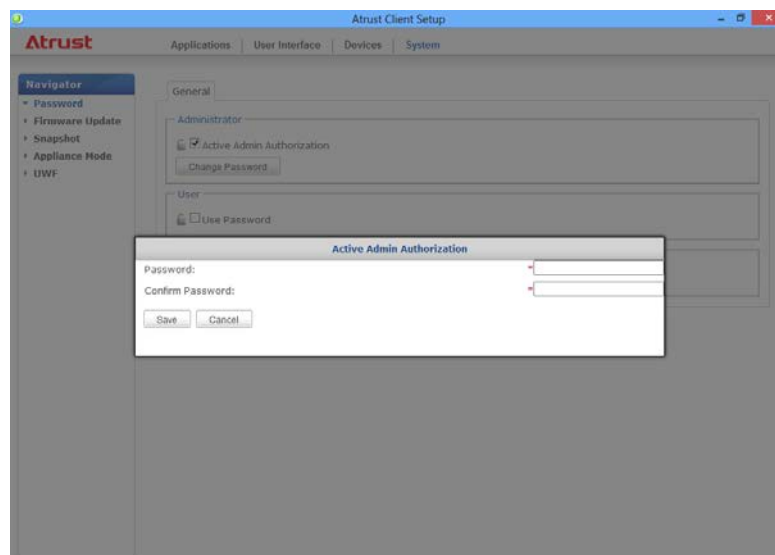 Atrust Client Setup
Atrust Applications User Interface Devices System
Navigator
Password
Firmware Update
Snapshot
Appliance Mode
UWF
General
Administrator
Active Admin Authorization
Change Password
User
Use Password
Active Admin Authorization
Password: *
Confirm Password: *
Save Cancel